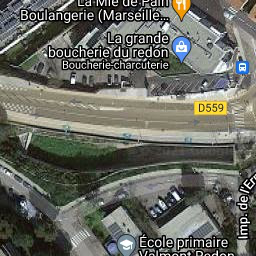 La Mie de Pain
Boulangerie (Marseille...
La grande
boucherie du redon
Boucherie-charcuterie
D559
Imp. de l'Er
École primaire
Valmont Redon